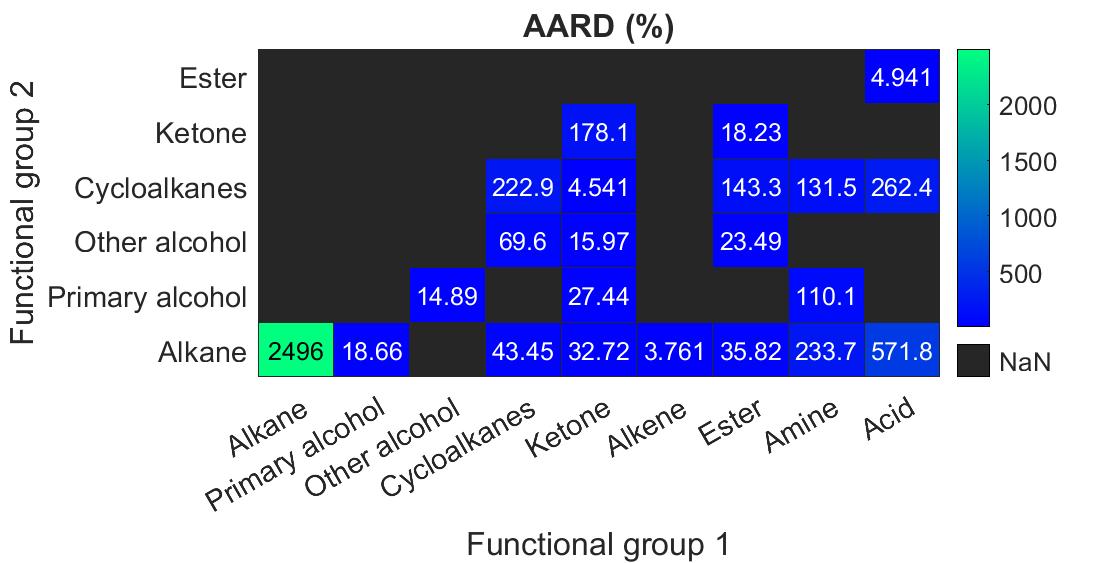 AARD (%)
Functional group 2
Ester
4.941
Ketone
178.1 18.23
Cycloalkanes
222.9 4.541 143.3 131.5 262.4
Other alcohol
69.6 15.97 23.49
Primary alcohol
14.89 27.44 110.1
Alkane
2496 18.66 43.45 32.72 3.761 35.82 233.7 571.8
2000
1500
1000
500
NaN
Alkane
Primary alcohol
Other alcohol
Cycloalkanes
Ketone
Alkene
Ester
Amine
Acid
Functional group 1